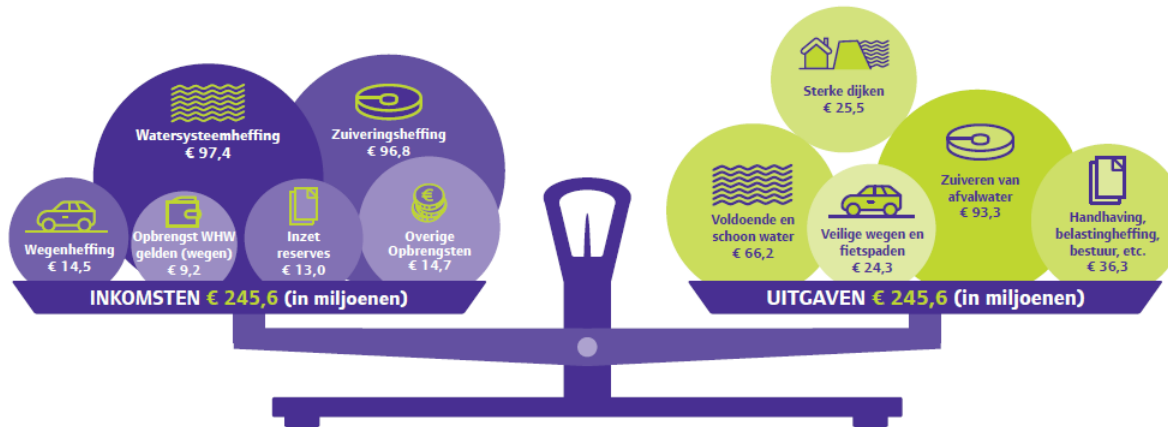 Watersysteemheffing
€ 97,4
Zuiveringsheffing
€ 96,8
Wegenheffing
€ 14,5
Opbrengst WHW
gelden (wegen)
€ 9,2
Inzet
reserves
€ 13,0
Overige
Opbrengsten
€ 14,7
INKOMSTEN € 245,6 (in miljoenen)
Sterke dijken
€ 25,5
Voldoende en
schoon water
€ 66,2
Veilige wegen en
fietspaden
€ 24,3
Zuiveren van
afvalwater
€ 93,3
Handhaving,
belastingheffing,
bestuur, etc.
€ 36,3
UITGAVEN € 245,6 (in miljoenen)